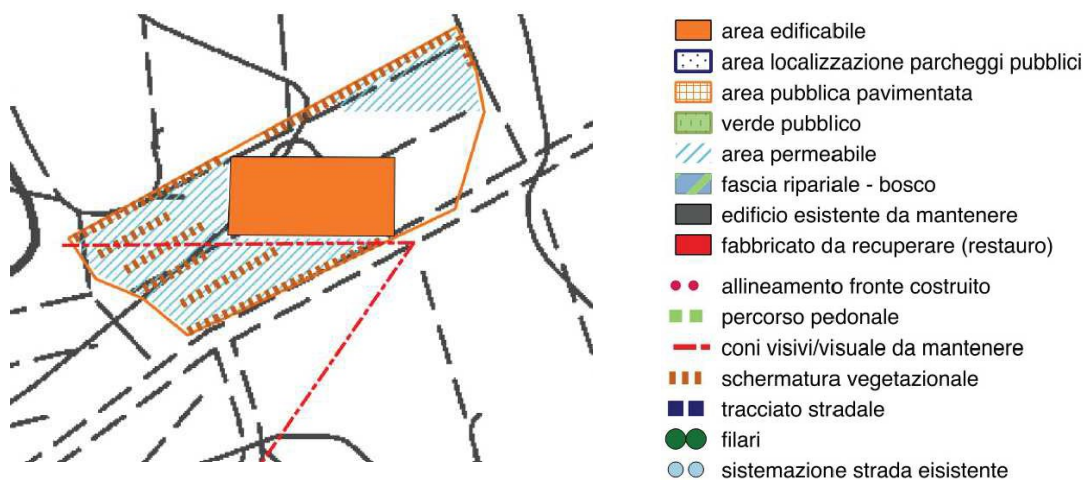 area edificabile
area localizzazione parcheggi pubblici
area pubblica pavimentata
verde pubblico
area permeabile
fascia ripariale - bosco
edificio esistente da mantenere
fabbricato da recuperare (restauro)
allineamento fronte costruito
percorso pedonale
coni visivi/visuale da mantenere
schermatura vegetazionale
tracciato stradale
filari
sistemazione strada eisistente